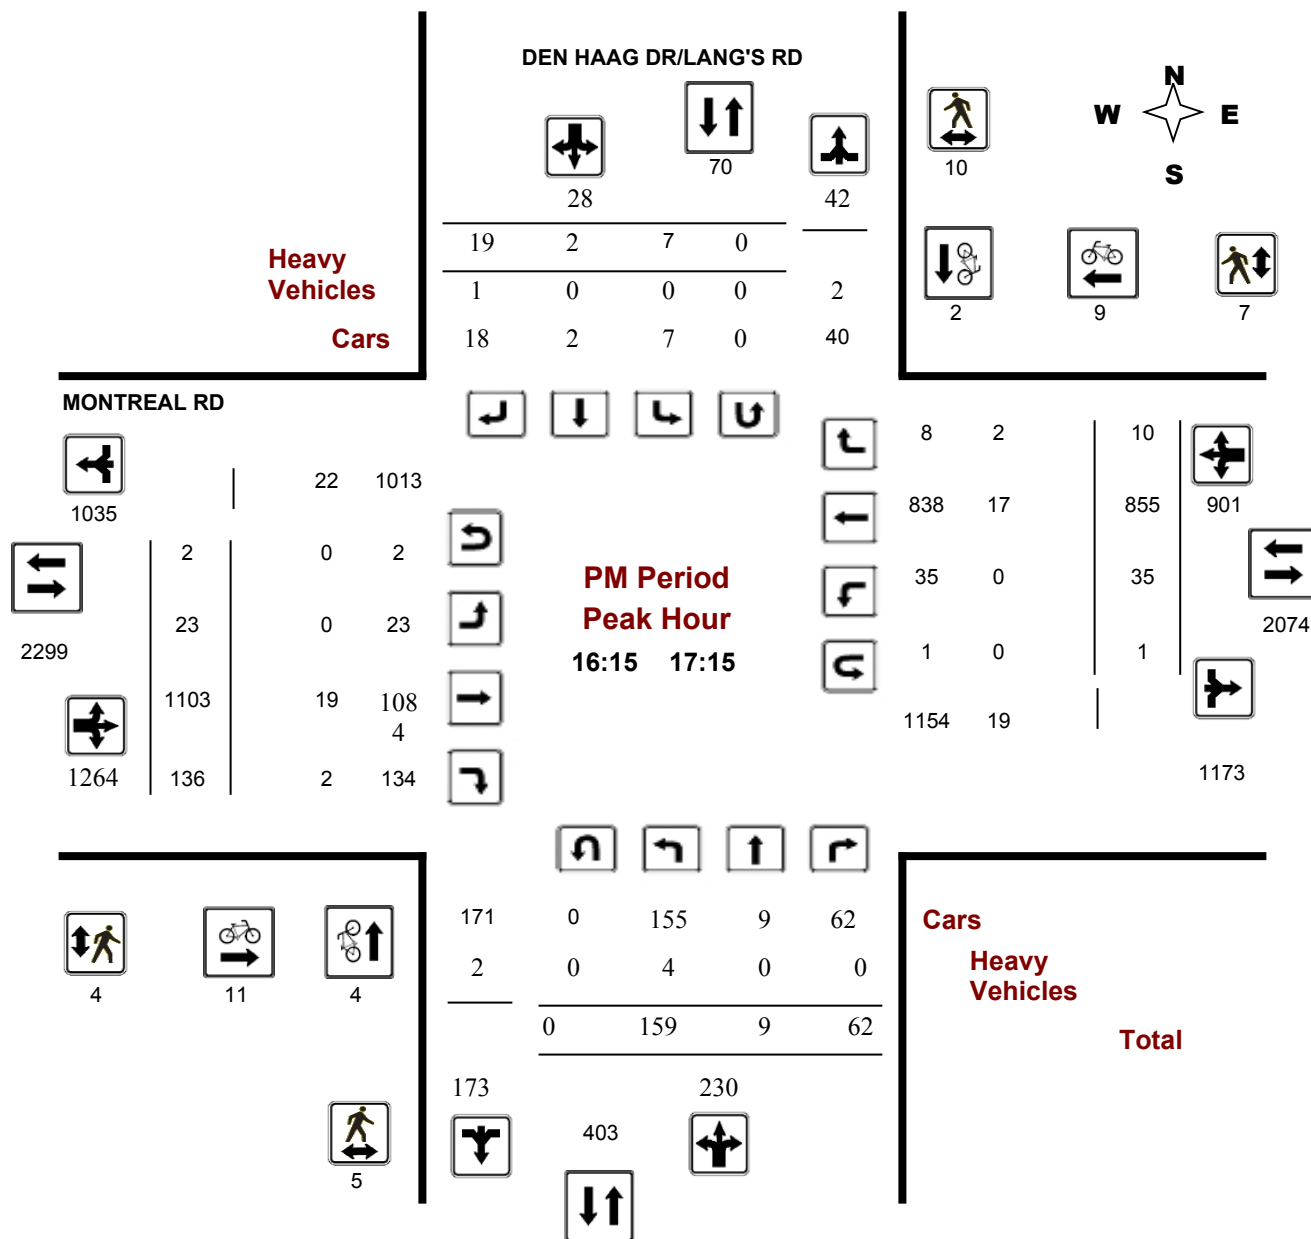 DEN HAAG DR/LANG'S RD
N
W E
S
70
10
28 42
19 2 7 0
Heavy
Vehicles
1 0 0 0 2
2 9 7
Cars
18 2 7 0 40
MONTREAL RD
8 2 10
22 1013
1035
838 17 855 901
2 0 2
PM Period
35 0 35
Peak Hour
23 0 23
2074
2299
16:15 17:15
1 0 1
1103 19 108
4
1154 19
1264 136 2 134
1173
171 0 155 9 62
Cars
2 0 4 0 0
Heavy
Vehicles
4 11 4
0 159 9 62
Total
173 230
403
5